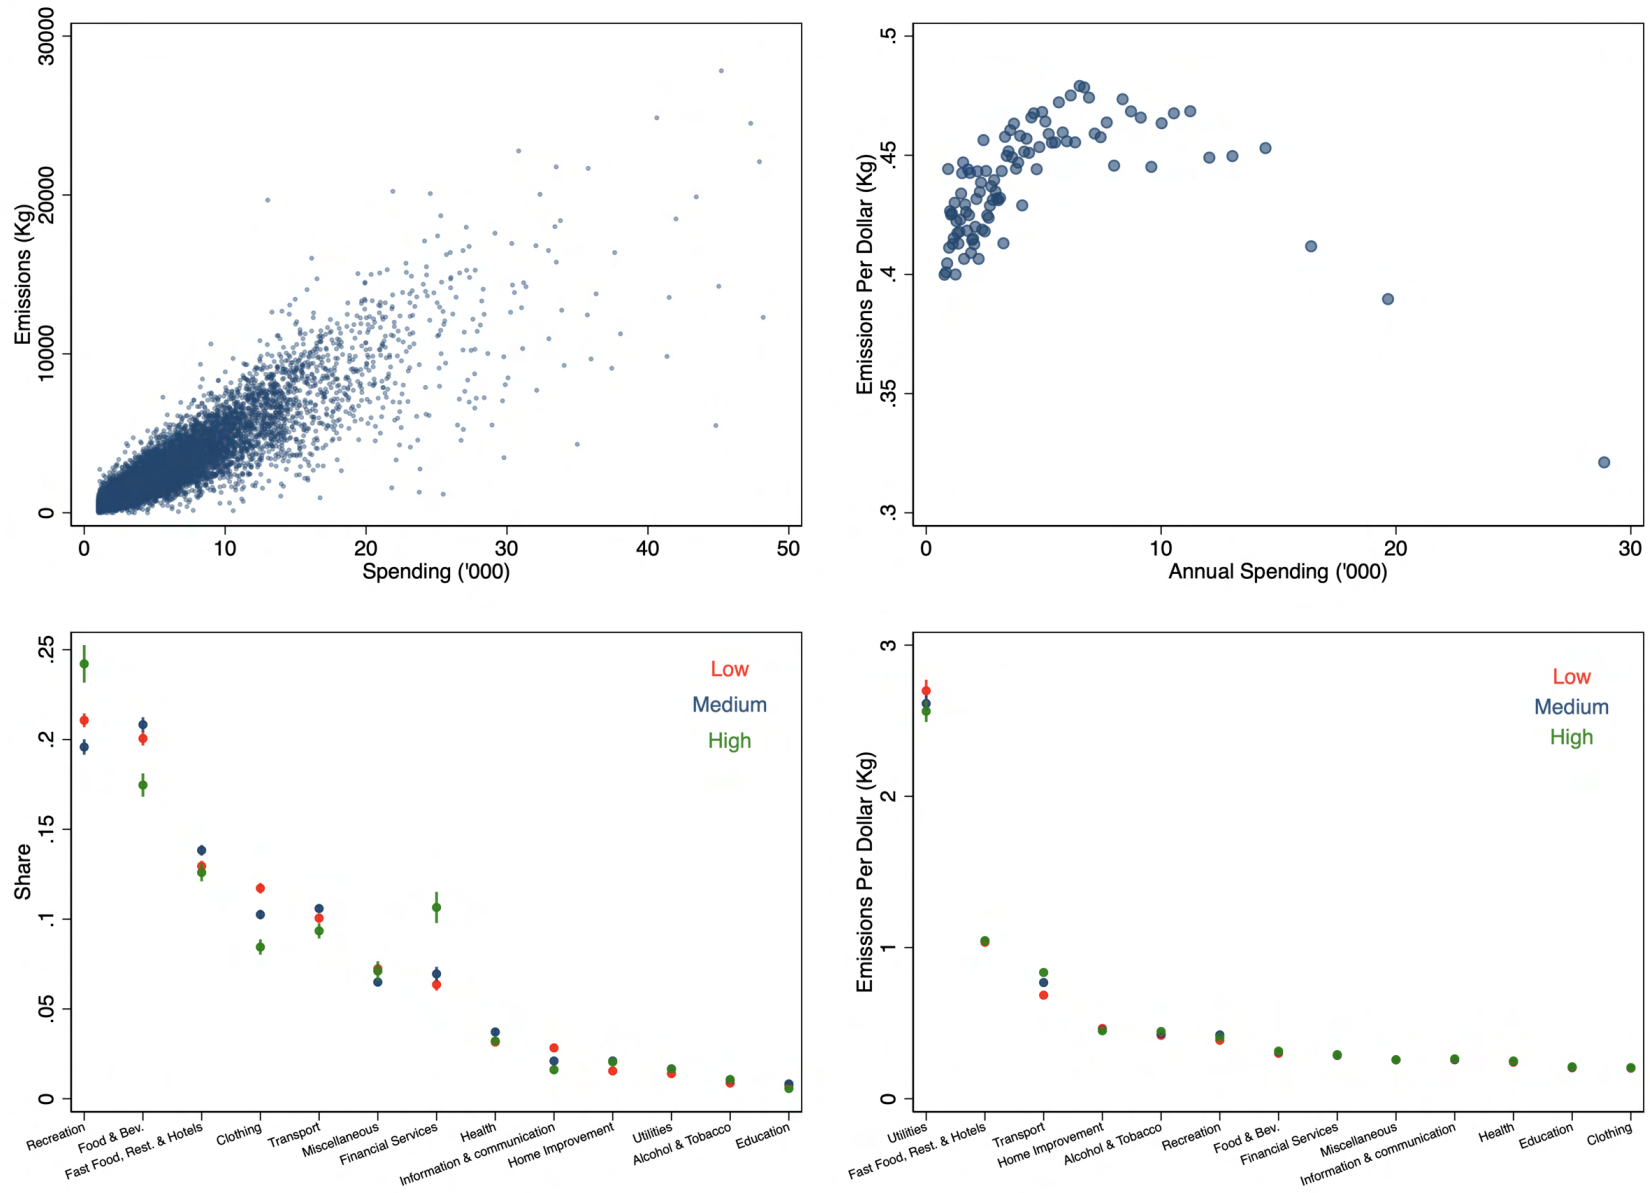 30000
20000
10000
0
Emissions (Kg)
0 10 20 30 40 50
Spending ('000)
.5
.45
.4
.35
.3
Emissions Per Dollar (Kg)
0 10 20 30
Annual Spending ('000)
.25
.2
.15
.1
.05
0
Share
Low
Medium
High
Recreation
Food & Bev.
Fast Food, Rest. & Hotels
Clothing
Transport
Miscellaneous
Financial Services
Health
Information & communication
Home Improvement
Utilities
Alcohol & Tobacco
Education
3
2
1
0
Emissions Per Dollar (Kg)
Low
Medium
High
Utilities
Fast Food, Rest. & Hotels
Transport
Home Improvement
Alcohol & Tobacco
Recreation
Food & Bev.
Financial Services
Miscellaneous
Information & communication
Health
Education
Clothing